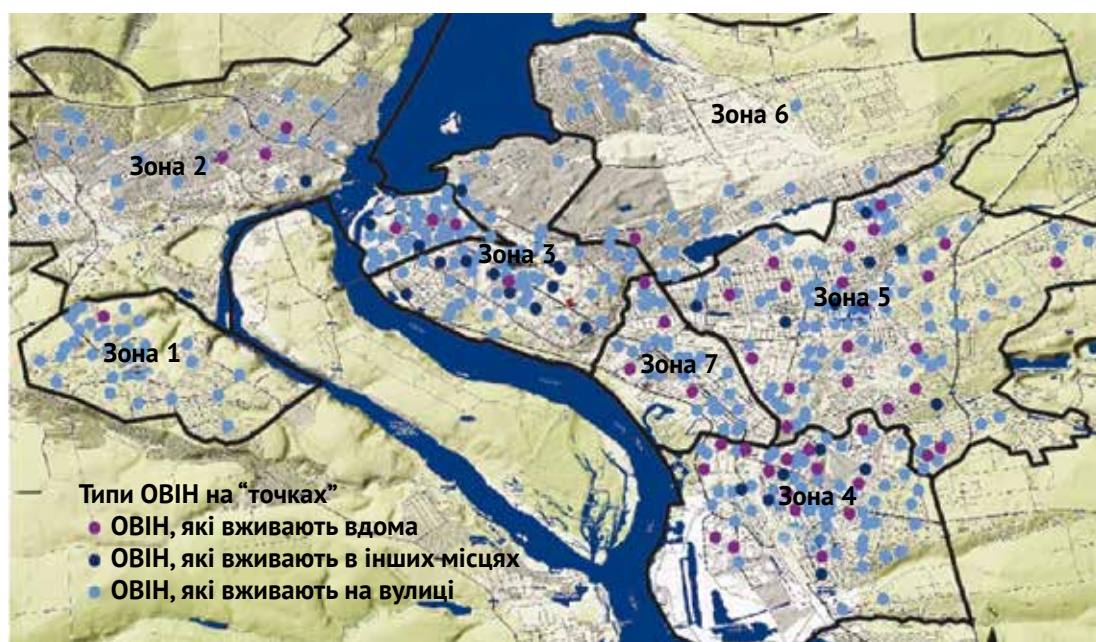 Зона 6
Зона 2
Зона 3
Зона 5
Зона 1
Зона 7
Зона 4
Типи ОВІН на “точках”
ОВІН, які вживають вдома
ОВІН, які вживають в інших місцях
ОВІН, які вживають на вулиці